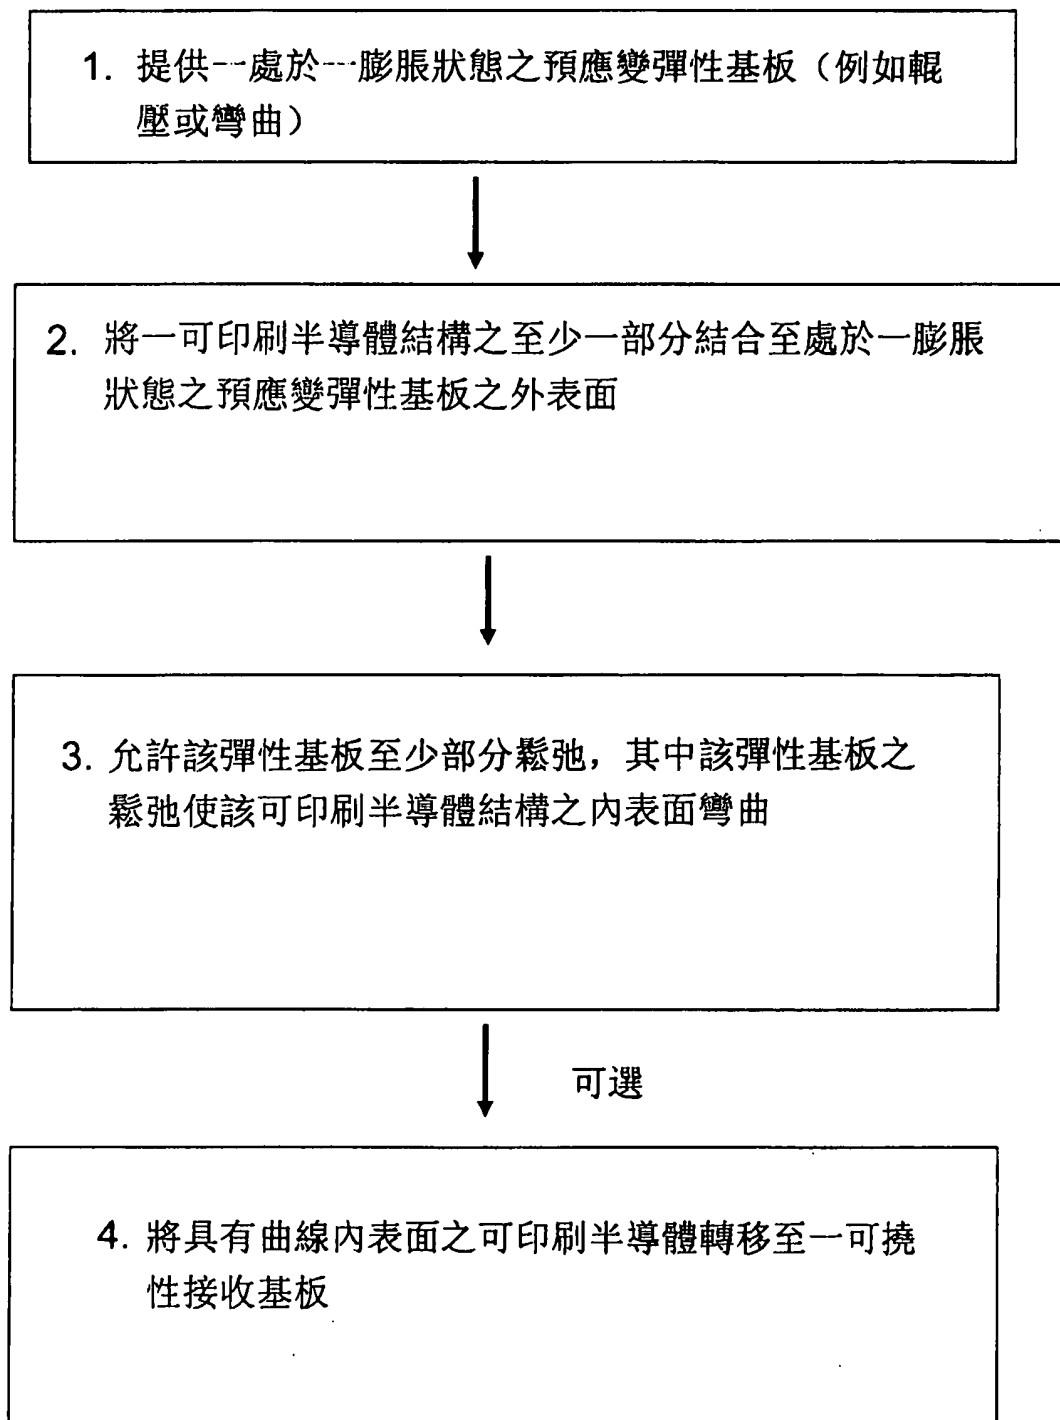 1. 提供一處於一膨脹狀態之預應變彈性基板（例如輥
壓或彎曲）
2. 將一可印刷半導體結構之至少一部分結合至處於一膨脹
狀態之預應變彈性基板之外表面
3. 允許該彈性基板至少部分鬆弛，其中該彈性基板之
鬆弛使該可印刷半導體結構之內表面彎曲
可選
4. 將具有曲線內表面之可印刷半導體轉移至一可撓
性接收基板